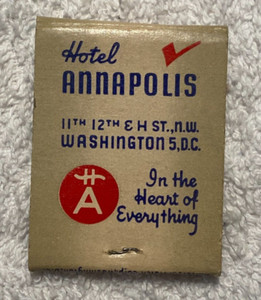 Hotel
ANNAPOLIS
11TH 12TH & H ST., N.W.
WASHINGTON 5, D.C.
H
A
In the
Heart of
Everything